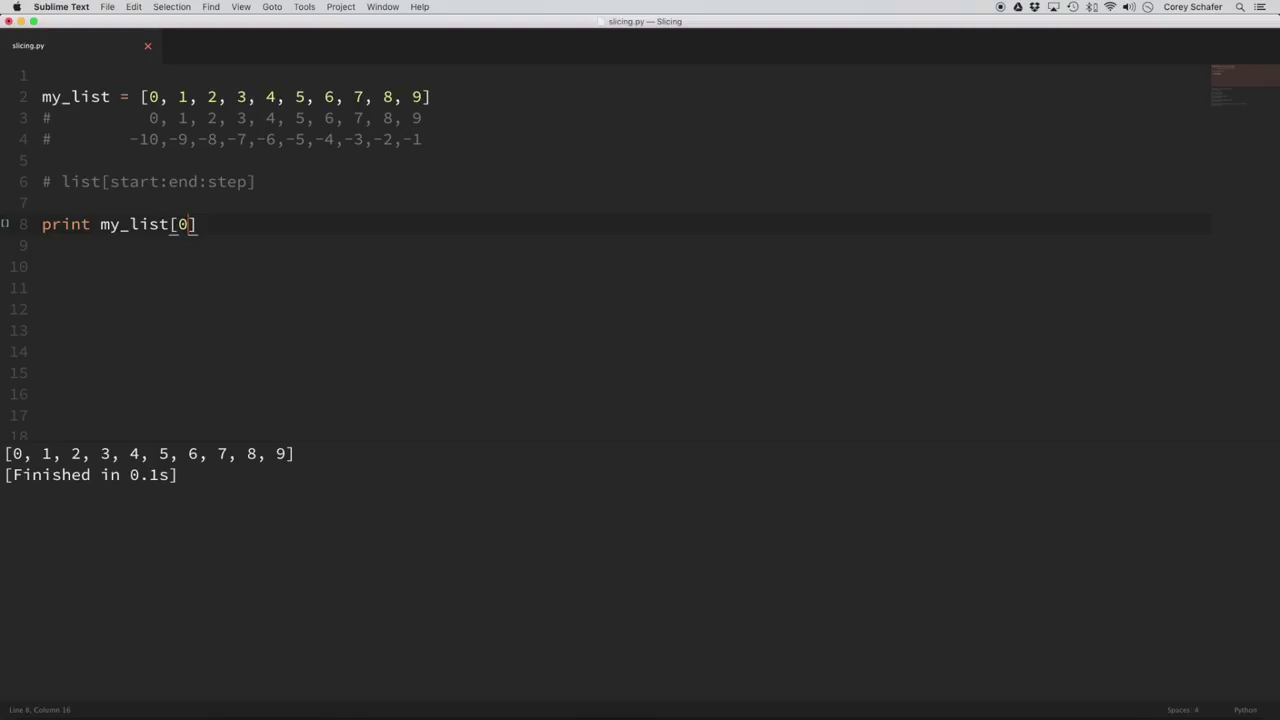 Sublime Text File Edit Selection Find View Goto Tools Project Window Help Corey Schafer
slicing.py — Slicing
slicing.py
1
2 my_list = [0, 1, 2, 3, 4, 5, 6, 7, 8, 9]
3 # 0, 1, 2, 3, 4, 5, 6, 7, 8, 9
4 # -10,-9,-8,-7,-6,-5,-4,-3,-2,-1
5
6 # list[start:end:step]
7
8 print my_list[0]
9
10
11
12
13
14
15
16
17
18
[0, 1, 2, 3, 4, 5, 6, 7, 8, 9]
[Finished in 0.1s]
Line 8, Column 16 Spaces: 4 Python